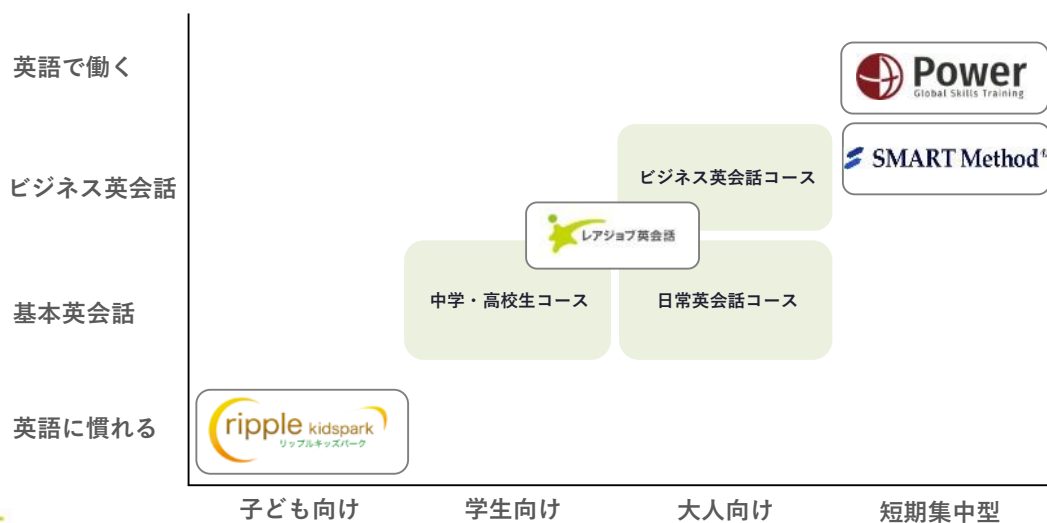 英語で働く
Power
Global Skills Training
SMART Method
ビジネス英会話
ビジネス英会話コース
レアジョブ英会話
基本英会話
中学・高校生コース
日常英会話コース
英語に慣れる
ripple kidspark
リップルキッズパーク
子ども向け
学生向け
大人向け
短期集中型